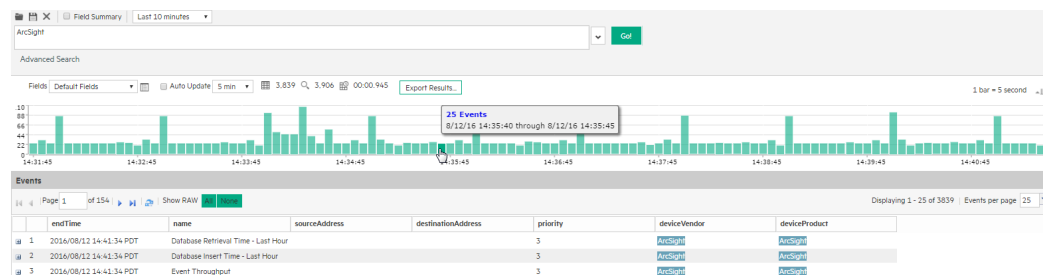 Field Summary Last 10 minutes
ArcSight
Go!
Advanced Search
Fields Default Fields Auto Update 5 min 3,839 3,906 00:00.945 Export Results... 1 bar = 5 second
10
88
66
44
22
0
25 Events
8/12/16 14:35:40 through 8/12/16 14:35:45
14:31:45 14:32:45 14:33:45 14:34:45 14:35:45 14:36:45 14:37:45 14:38:45 14:39:45 14:40:45
Events
Page 1 of 154 Show RAW All None Displaying 1 - 25 of 3839 Events per page 25
endTime name sourceAddress destinationAddress priority deviceVendor deviceProduct
1 2016/08/12 14:41:34 PDT Database Retrieval Time - Last Hour 3 ArcSight ArcSight
2 2016/08/12 14:41:34 PDT Database Insert Time - Last Hour 3 ArcSight ArcSight
3 2016/08/12 14:41:34 PDT Event Throughput 3 ArcSight ArcSight